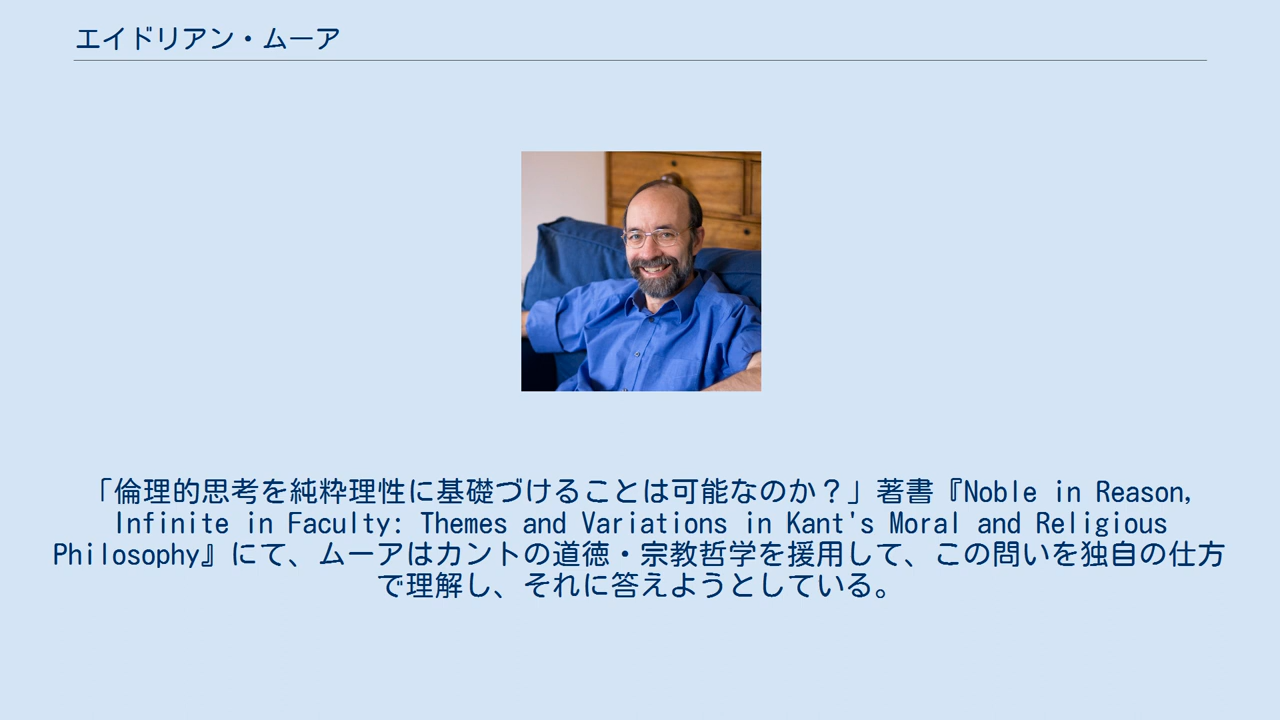 エイドリアン・ムーア
「倫理的思考を純粋理性に基礎づけることは可能なのか？」著書『Noble in Reason,
Infinite in Faculty: Themes and Variations in Kant's Moral and Religious
Philosophy』にて、ムーアはカントの道徳・宗教哲学を援用して、この問いを独自の仕方
で理解し、それに答えようとしている。